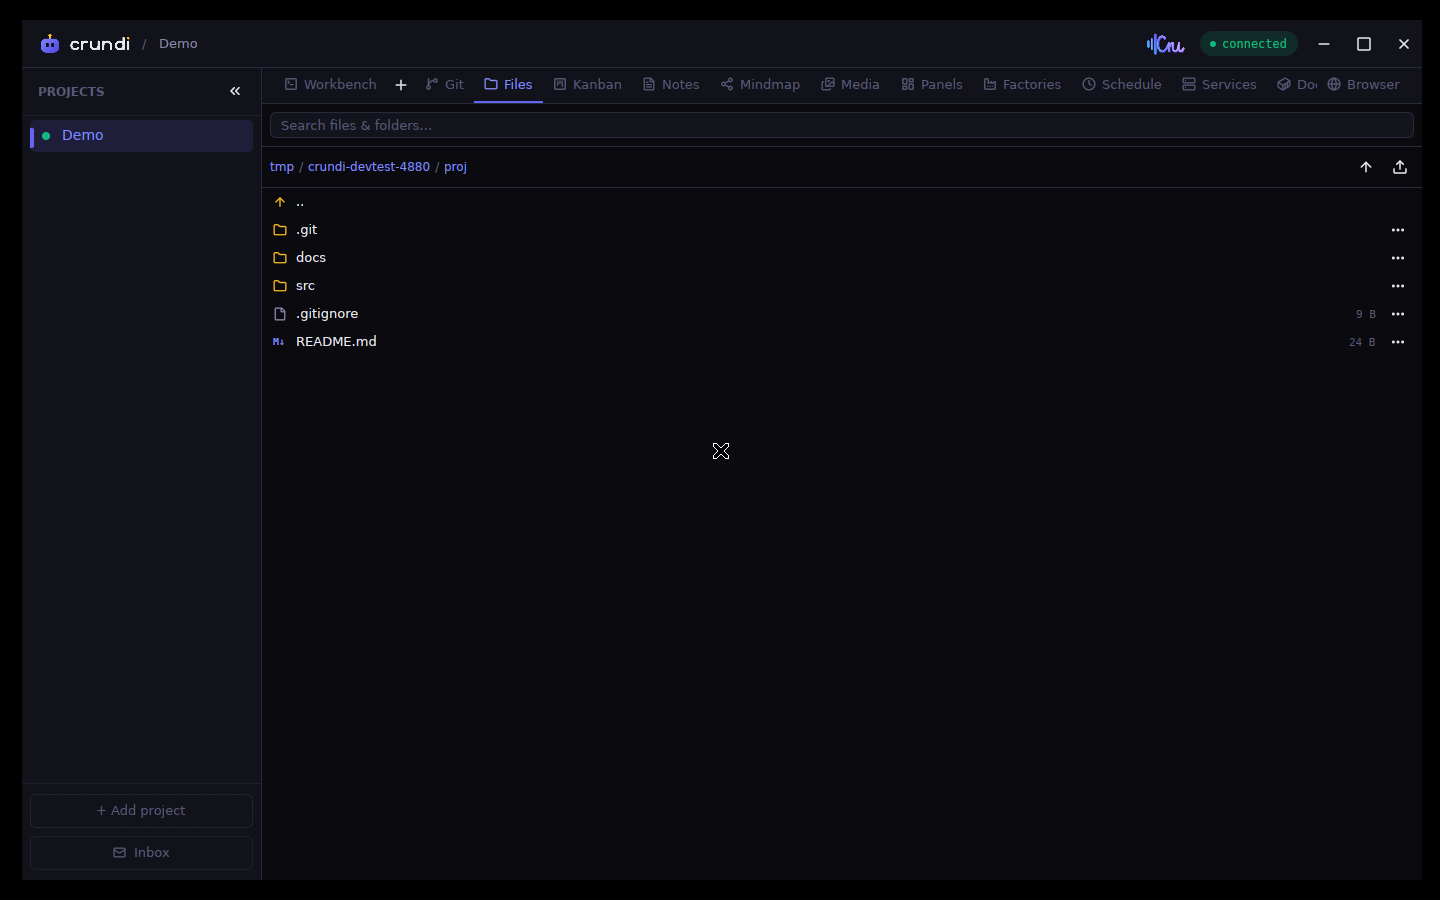 crundi / Demo
Cru
connected
PROJECTS
Workbench
Git
Files
Kanban
Notes
Mindmap
Media
Panels
Factories
Schedule
Services
Browser
Demo
Search files & folders...
tmp / crundi-devtest-4880 / proj
..
.git
docs
src
.gitignore 9 B
M↓ README.md 24 B
+ Add project
Inbox